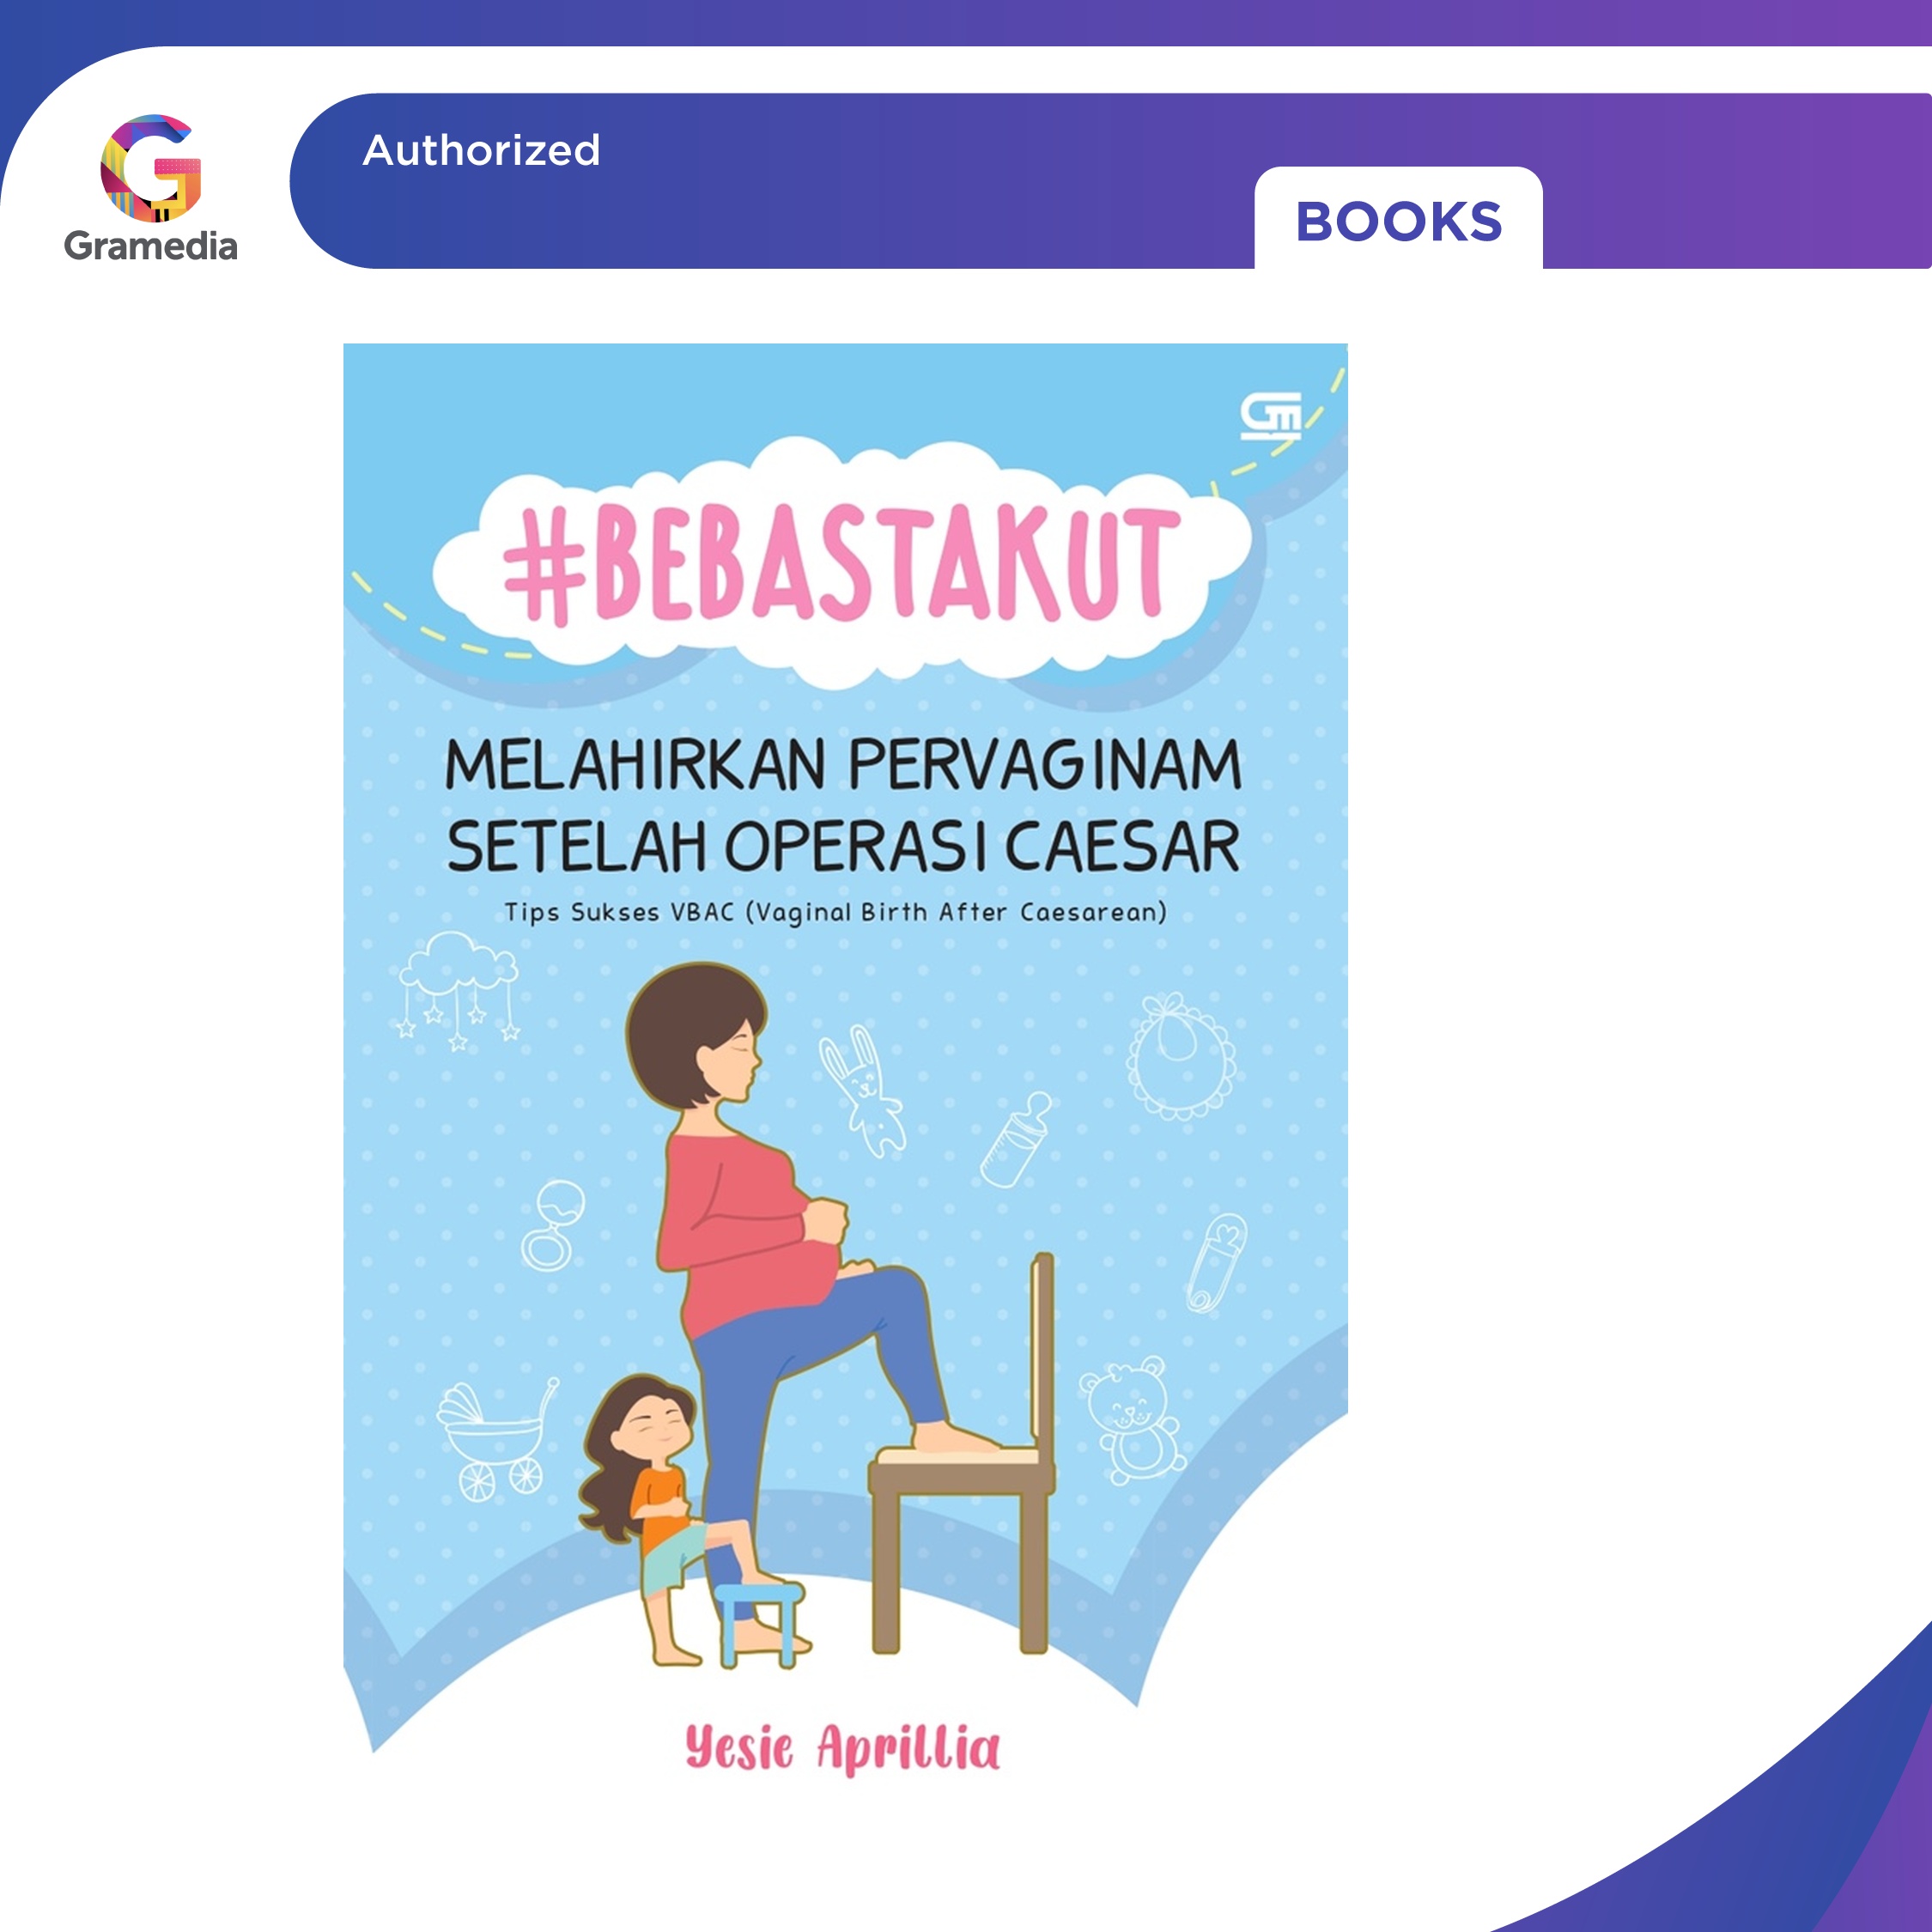 Gramedia
Authorized
BOOKS
#BEBASTAKUT
MELAHIRKAN PERVAGINAM
SETELAH OPERASI CAESAR
Tips Sukses VBAC (Vaginal Birth After Caesarean)
Yesie Aprillia